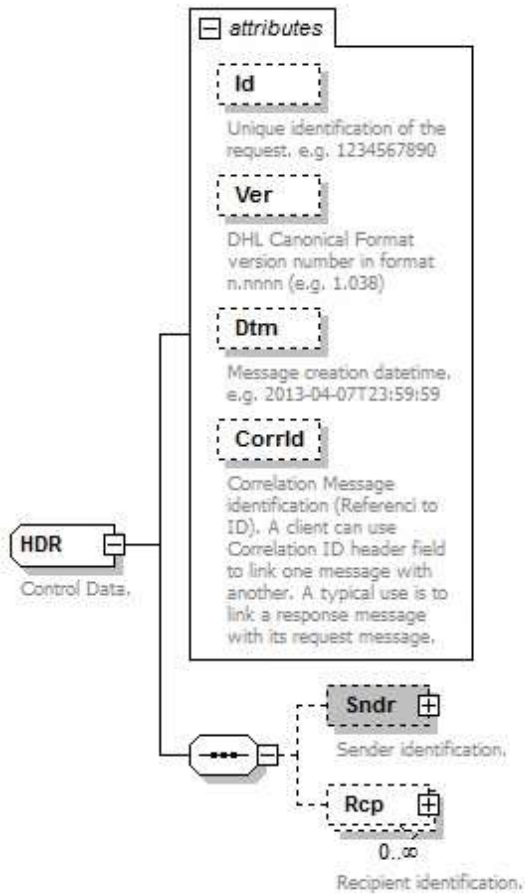 attributes
Id
Unique identification of the
request. e.g. 1234567890
Ver
DHL Canonical Format
version number in format
n.nnnn (e.g. 1.038)
Dtm
Message creation datetime.
e.g. 2013-04-07T23:59:59
CorrId
Correlation Message
identification (Referenci to
ID). A client can use
Correlation ID header field
to link one message with
another. A typical use is to
link a response message
with its request message.
HDR
Control Data.
Sndr
Sender identification.
Rcp
0..∞
Recipient identification.